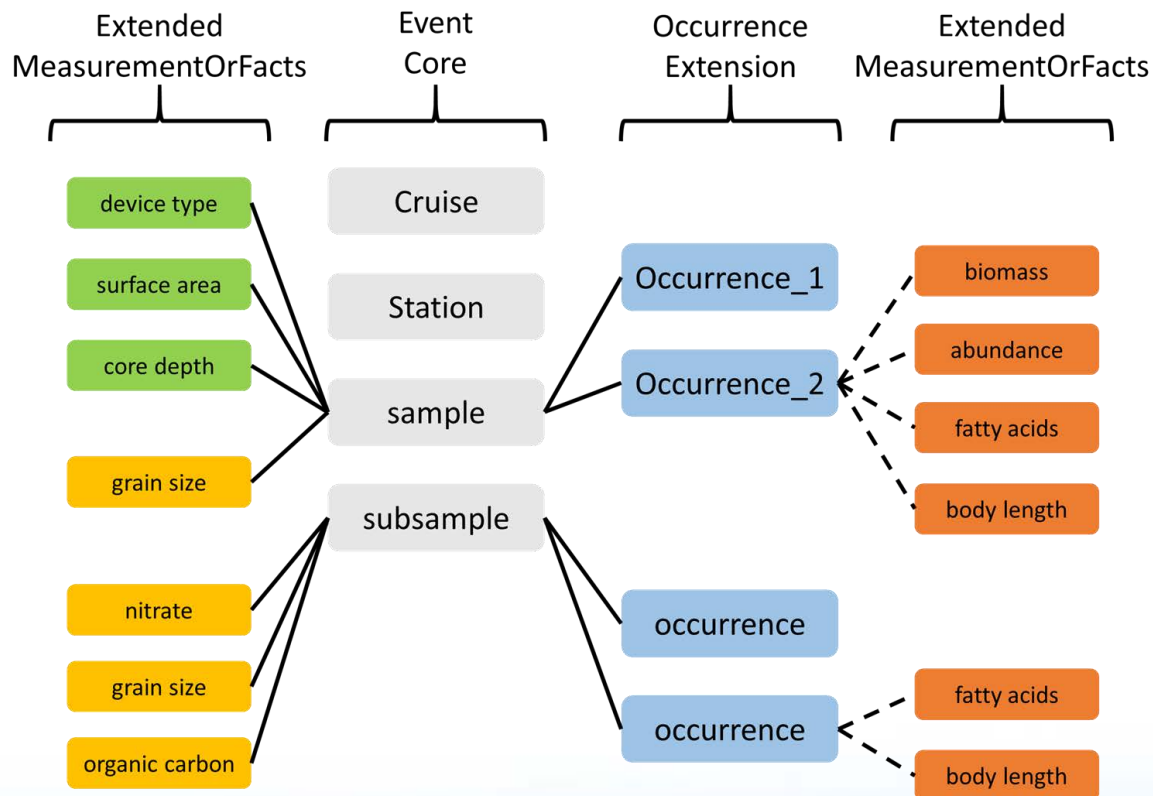 Extended
MeasurementOrFacts
Event
Core
Occurrence
Extension
Extended
MeasurementOrFacts
device type
surface area
core depth
grain size
nitrate
grain size
organic carbon
Cruise
Station
sample
subsample
Occurrence_1
Occurrence_2
occurrence
occurrence
biomass
abundance
fatty acids
body length
fatty acids
body length